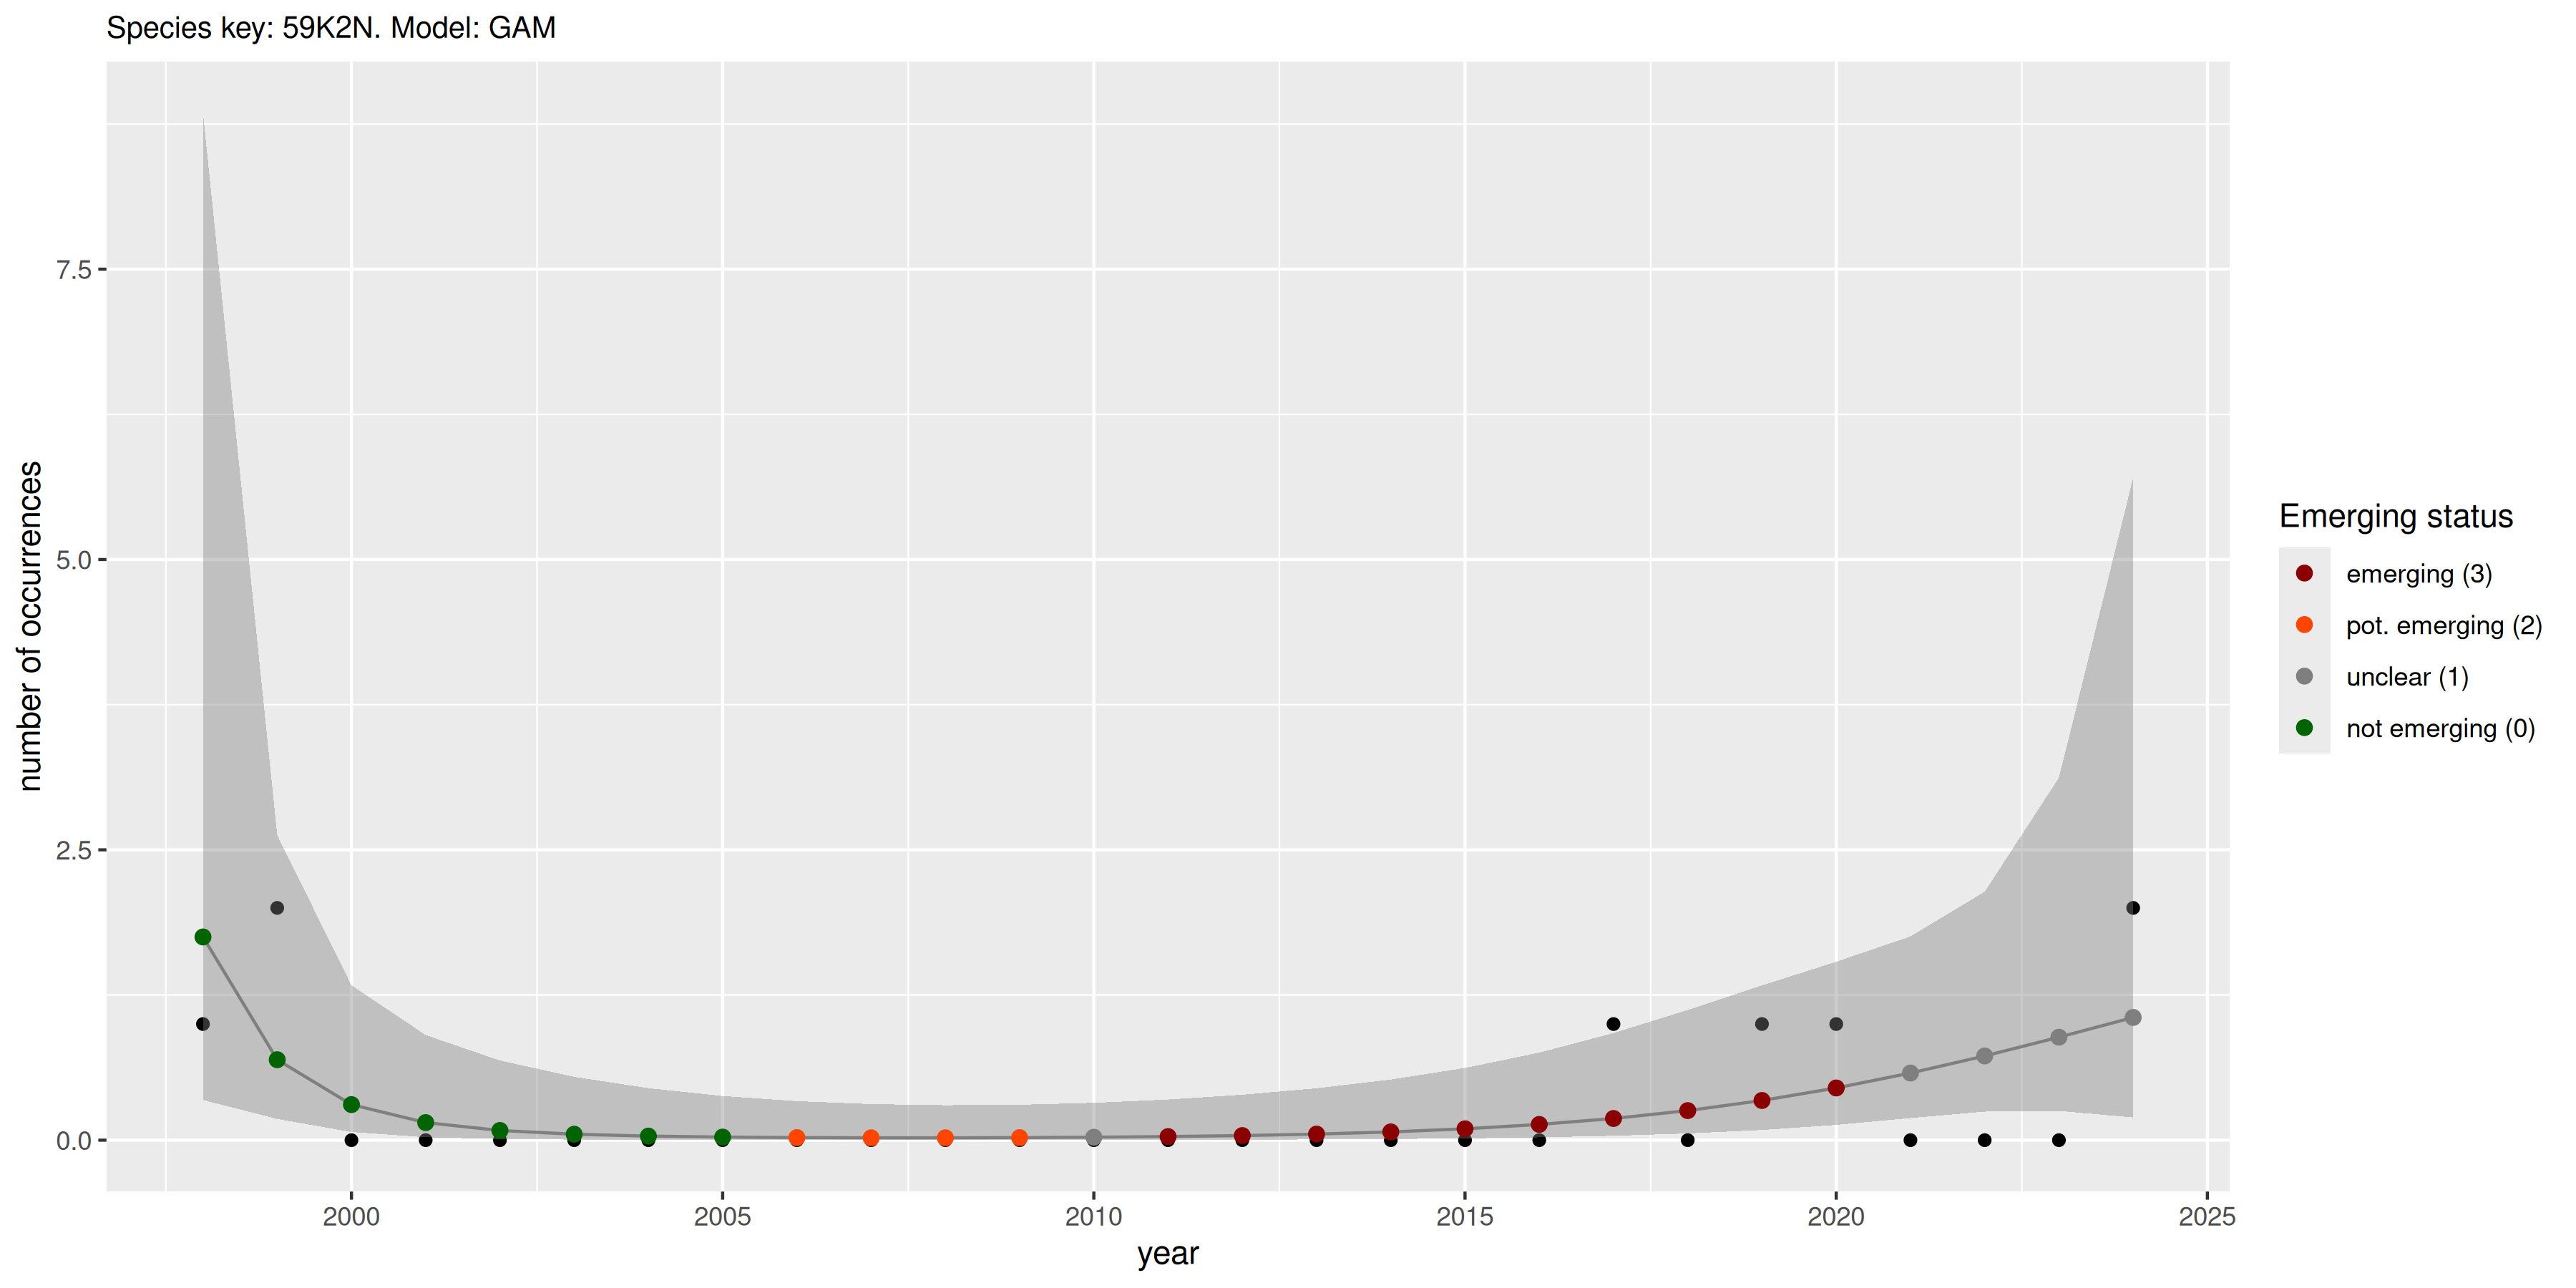 Species key: 59K2N. Model: GAM
number of occurrences
7.5
5.0
2.5
0.0
2000
2005
2010
2015
2020
2025
year
Emerging status
emerging (3)
pot. emerging (2)
unclear (1)
not emerging (0)